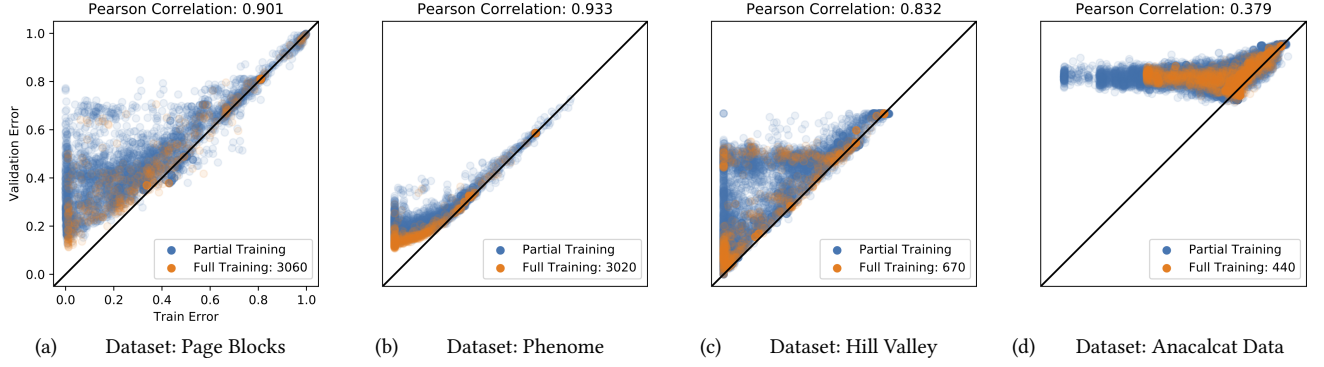 Pearson Correlation: 0.901
Pearson Correlation: 0.933
Pearson Correlation: 0.832
Pearson Correlation: 0.379
Validation Error
1.0
0.8
0.6
0.4
0.2
0.0
Partial Training
Full Training: 3060
Partial Training
Full Training: 3020
Partial Training
Full Training: 670
Partial Training
Full Training: 440
0.0 0.2 0.4 0.6 0.8 1.0
Train Error
(a) Dataset: Page Blocks
(b) Dataset: Phenome
(c) Dataset: Hill Valley
(d) Dataset: Anacalcat Data